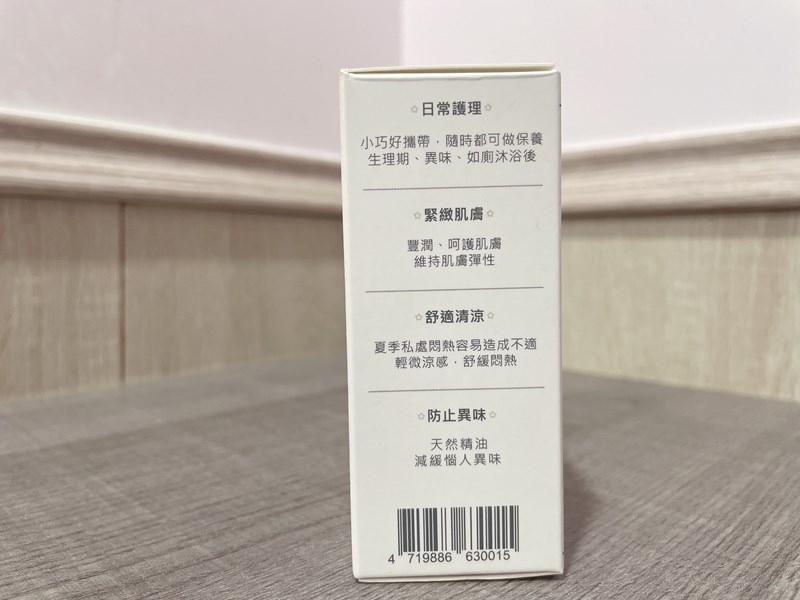 日常護理
小巧好攜帶，隨時都可做保養
生理期、異味、如廁沐浴後
緊緻肌膚
豐潤、呵護肌膚
維持肌膚彈性
舒適清涼
夏季私處悶熱容易造成不適
輕微涼感，舒緩悶熱
防止異味
天然精油
減緩惱人異味
4 719886 630015